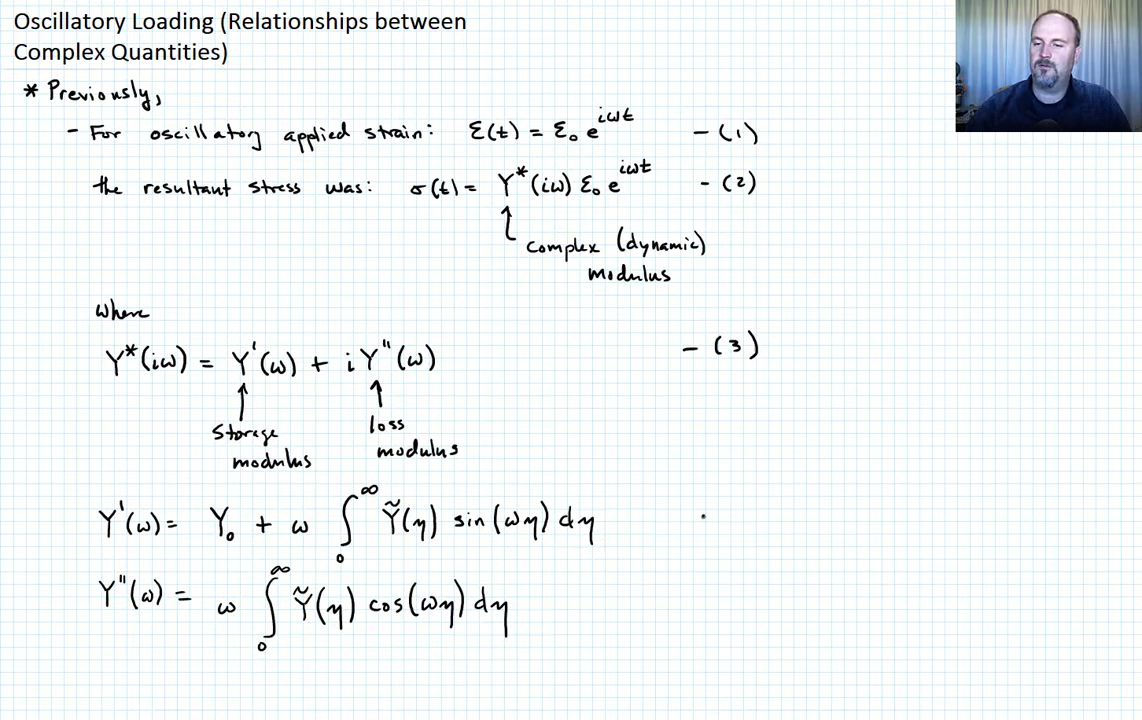 Oscillatory Loading (Relationships between
Complex Quantities)
* Previously,
- For oscillatory applied strain: ε(t) = ε₀ e^{iωt} - (1)
the resultant stress was: σ(t) = Y*(iω) ε₀ e^{iωt} - (2)
complex (dynamic)
modulus
where
Y*(iω) = Y'(ω) + i Y"(ω) - (3)
storage
modulus
loss
modulus
Y'(ω) = Y₀ + ω ∫₀^∞ Ỹ(η) sin(ωη) dη
Y"(ω) = ω ∫₀^∞ Ỹ(η) cos(ωη) dη